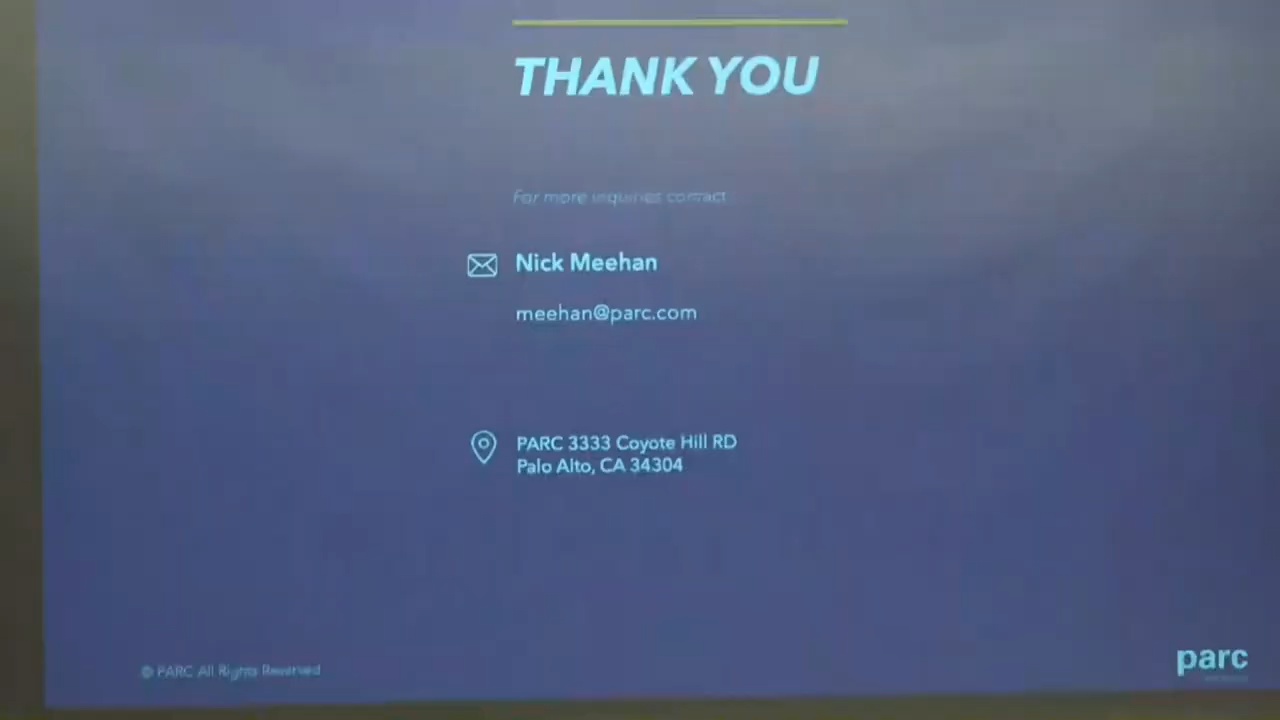 THANK YOU
For more inquiries contact
Nick Meehan
meehan@parc.com
PARC 3333 Coyote Hill RD
Palo Alto, CA 34304
© PARC All Rights Reserved
parc